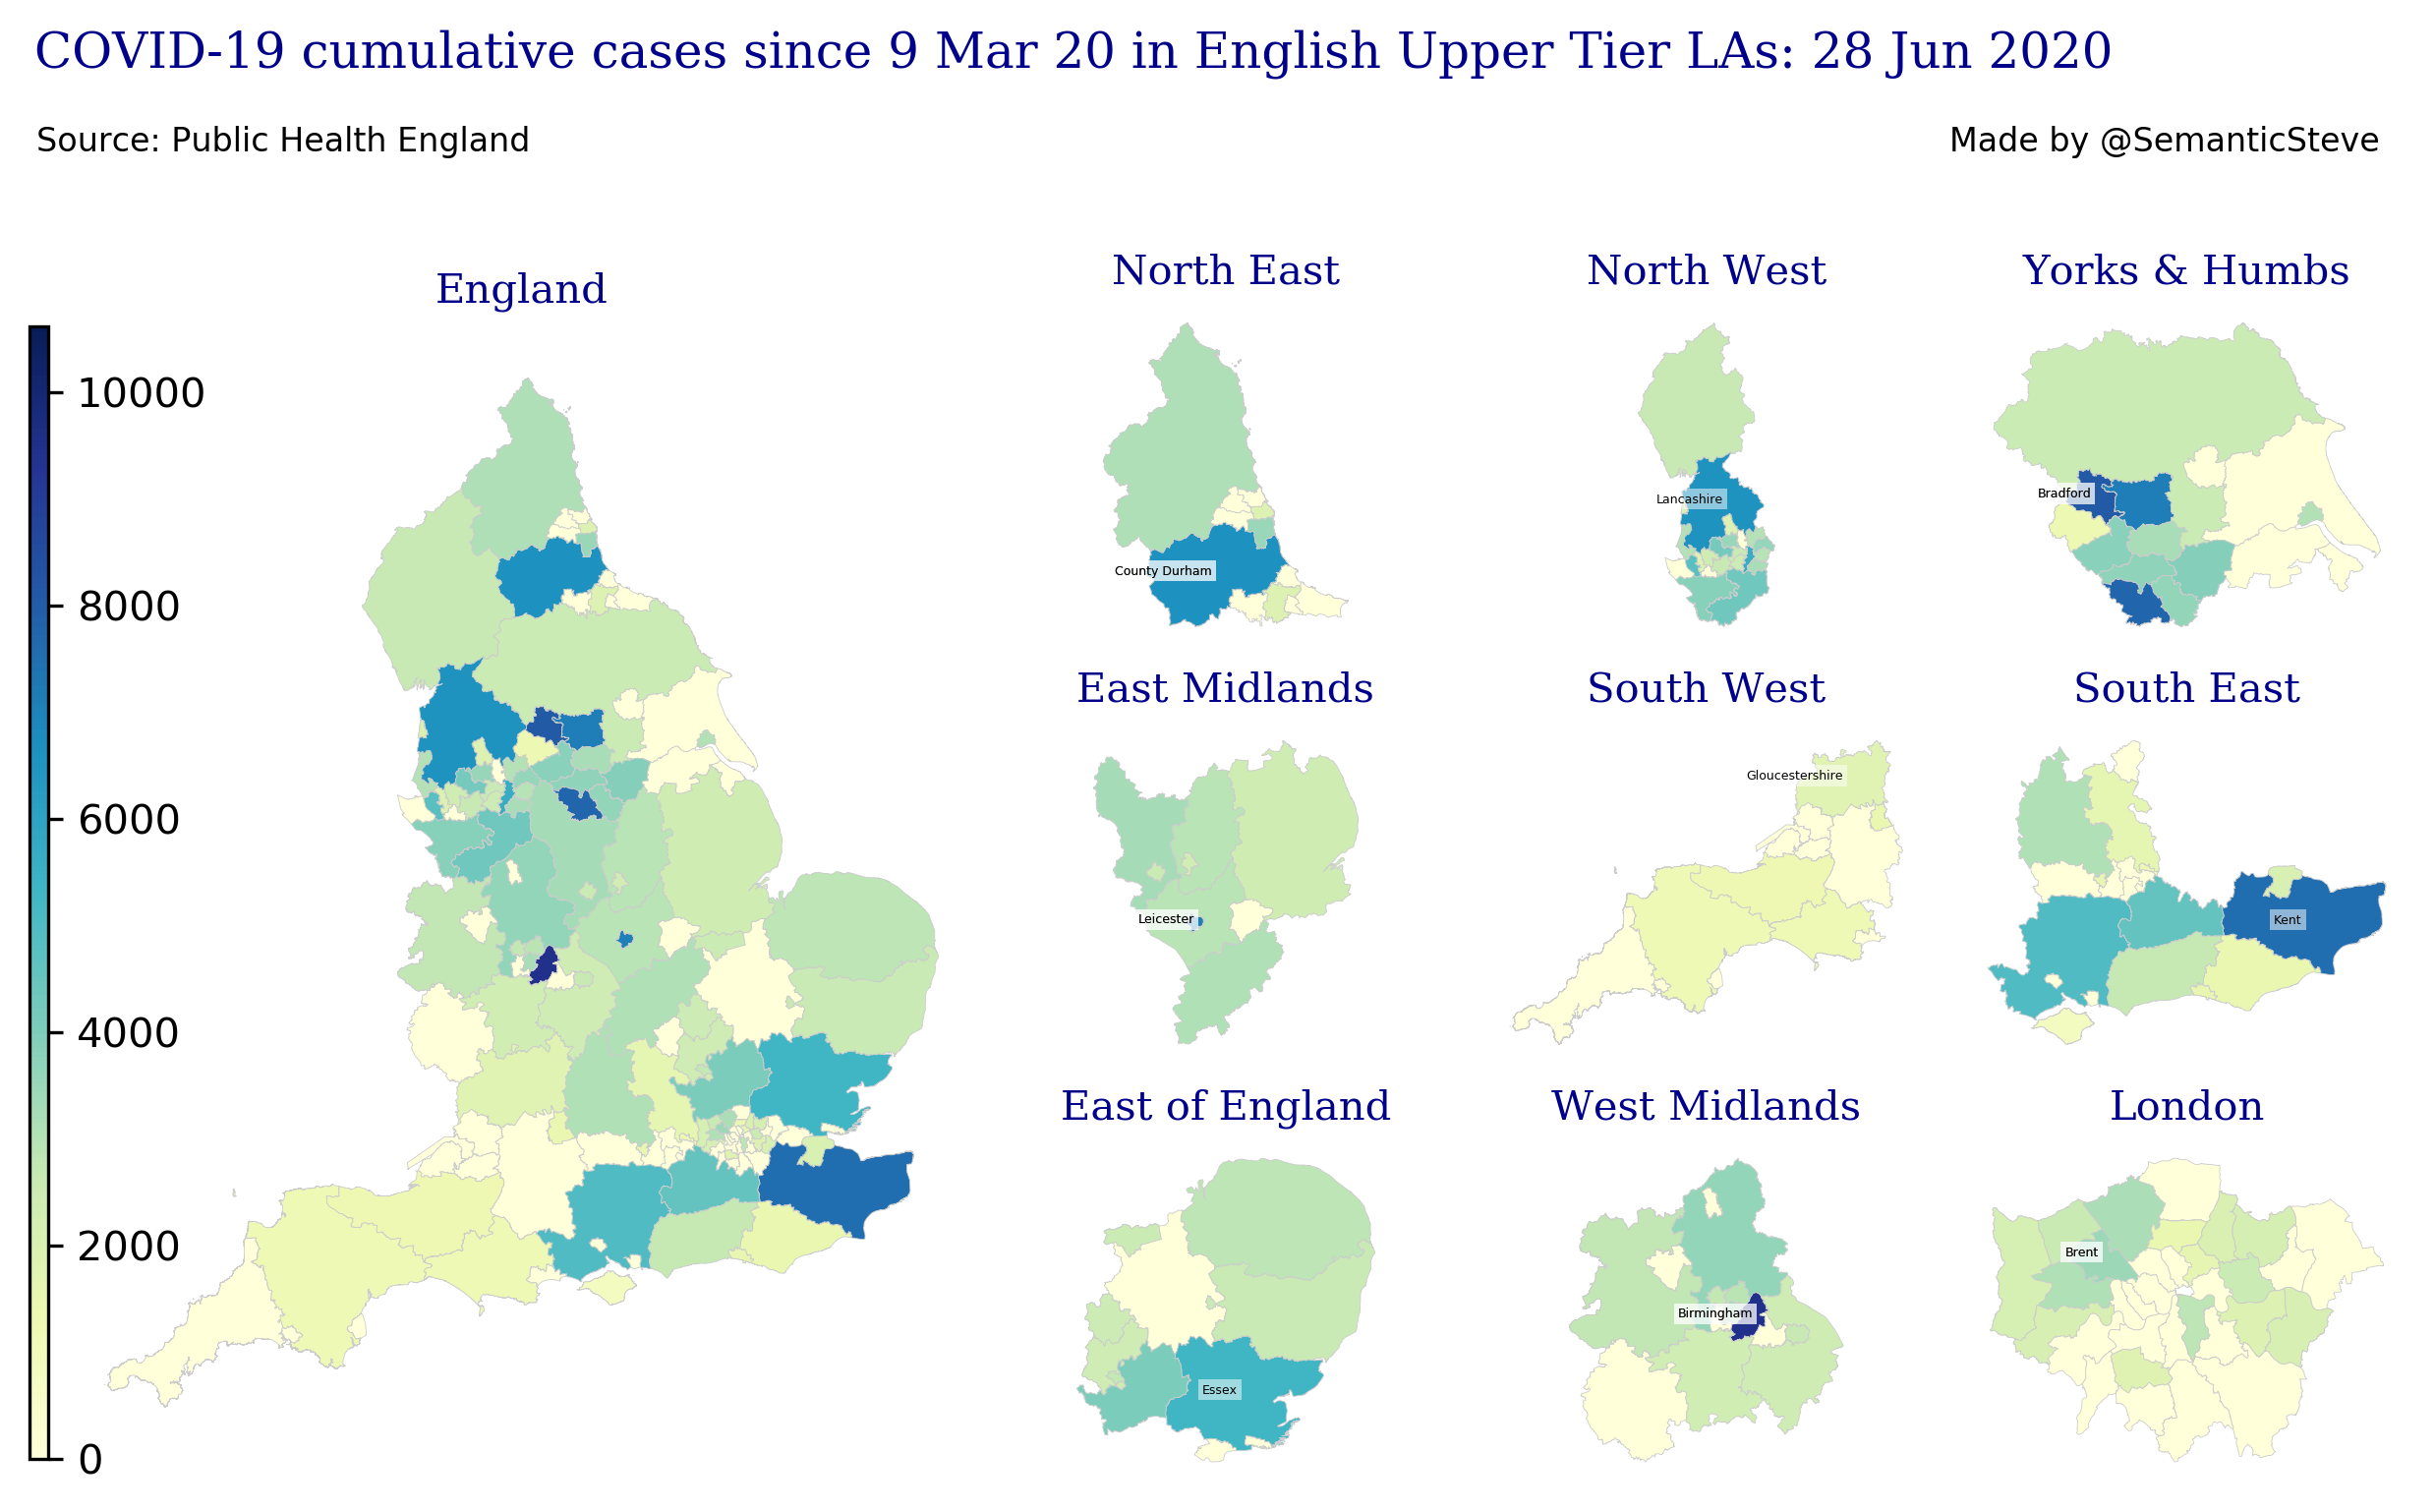 COVID-19 cumulative cases since 9 Mar 20 in English Upper Tier LAs: 28 Jun 2020
Source: Public Health England
Made by @SemanticSteve
England
10000
8000
6000
4000
2000
0
North East
County Durham
North West
Lancashire
Yorks & Humbs
Bradford
East Midlands
Leicester
South West
Gloucestershire
South East
Kent
East of England
Essex
West Midlands
Birmingham
London
Brent